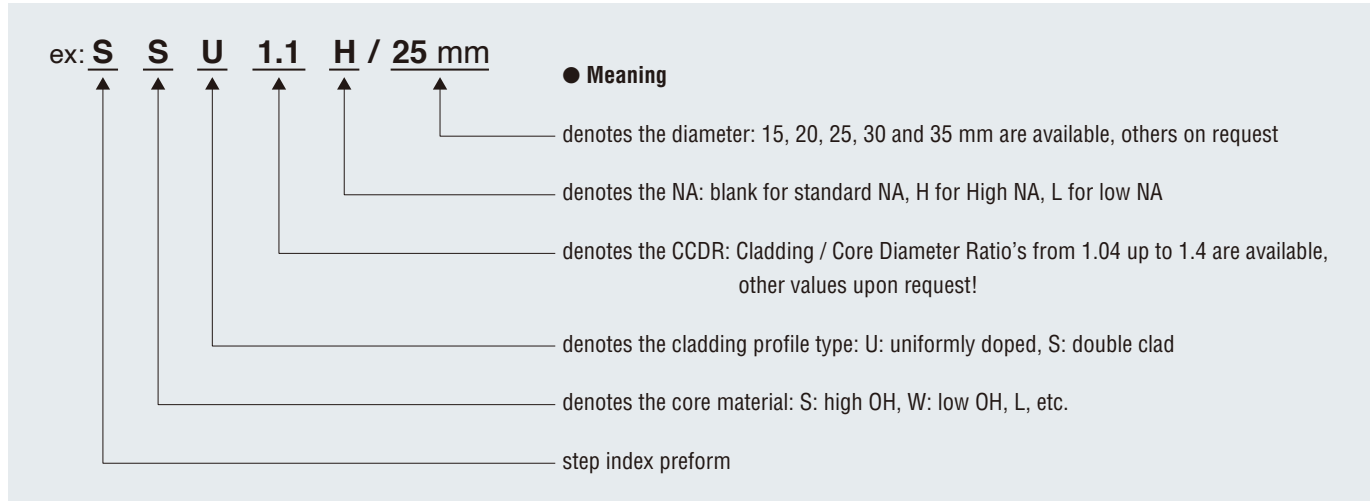 ex: S S U 1.1 H / 25 mm
● Meaning
denotes the diameter: 15, 20, 25, 30 and 35 mm are available, others on request
denotes the NA: blank for standard NA, H for High NA, L for low NA
denotes the CCDR: Cladding / Core Diameter Ratio's from 1.04 up to 1.4 are available,
other values upon request!
denotes the cladding profile type: U: uniformly doped, S: double clad
denotes the core material: S: high OH, W: low OH, L, etc.
step index preform